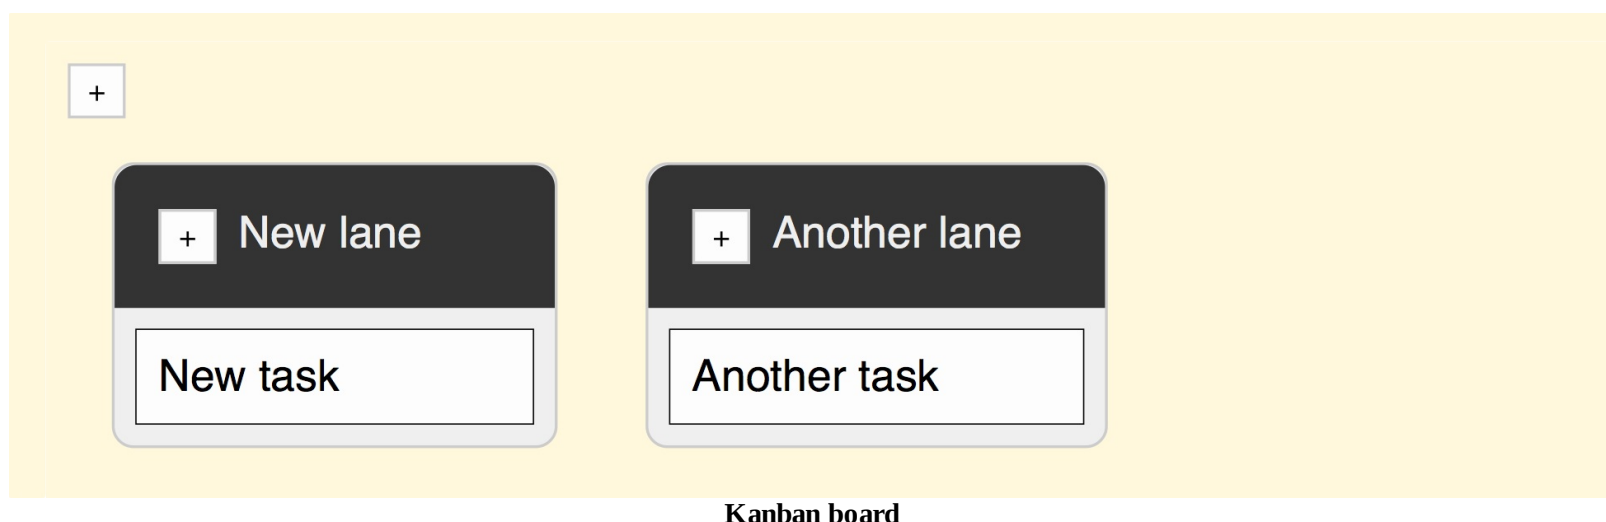 +
+ New lane
+ Another lane
New task
Another task
Kanban board